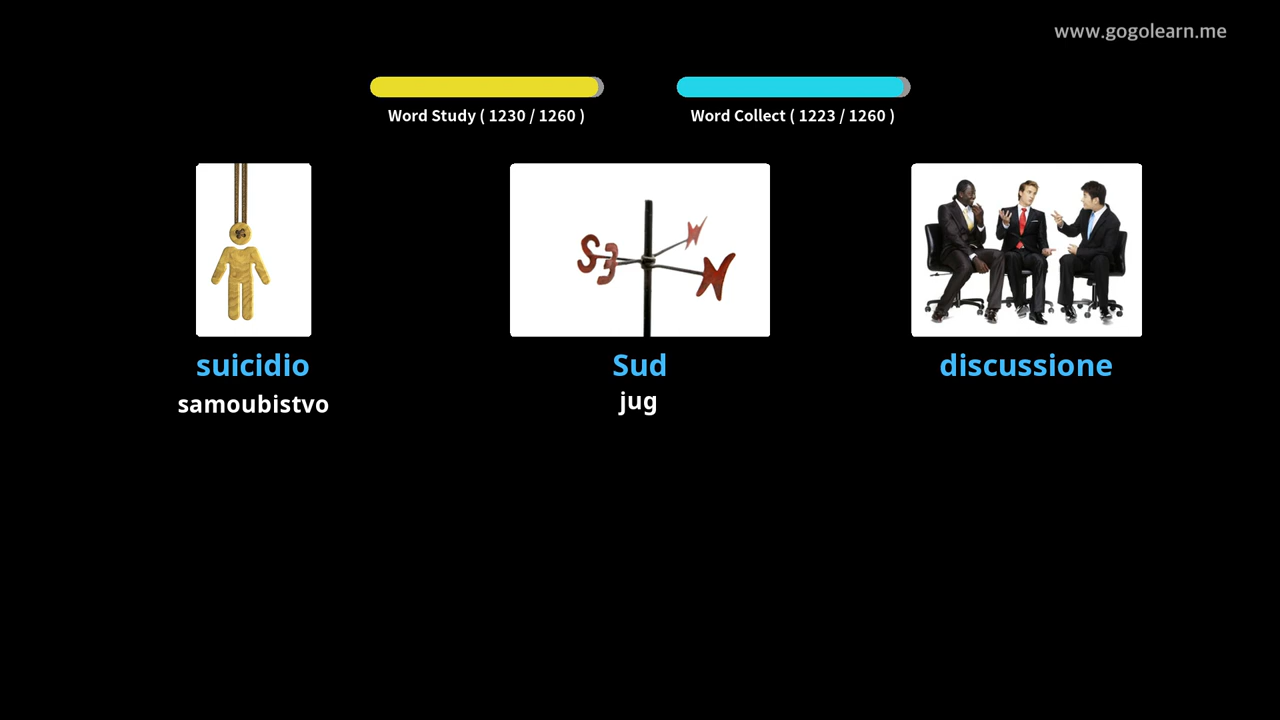 www.gogolearn.me
Word Study ( 1230 / 1260 )
Word Collect ( 1223 / 1260 )
S E N W
suicidio
Sud
discussione
samoubistvo
jug